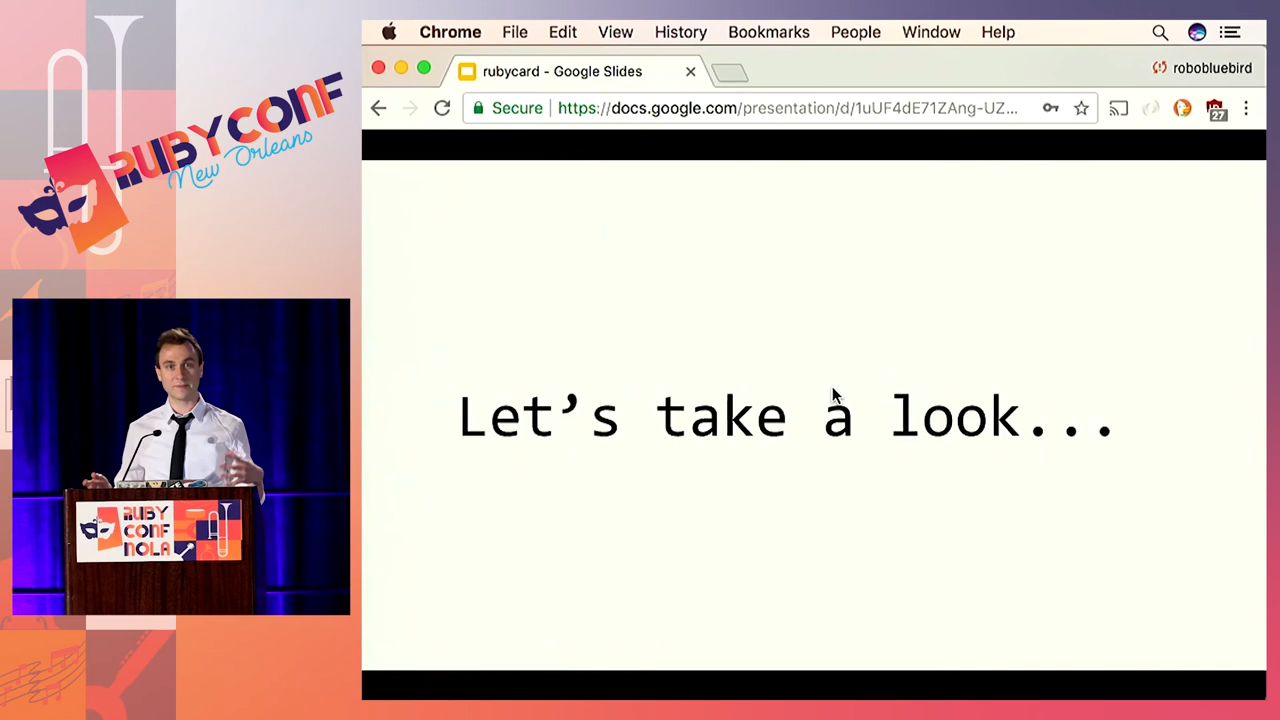 RUBYCONF
New Orleans
RUBY
CONF
NOLA
Chrome File Edit View History Bookmarks People Window Help
rubycard - Google Slides
robobluebird
Secure https://docs.google.com/presentation/d/1uUF4dE71ZAng-UZ...
27
Let’s take a look...